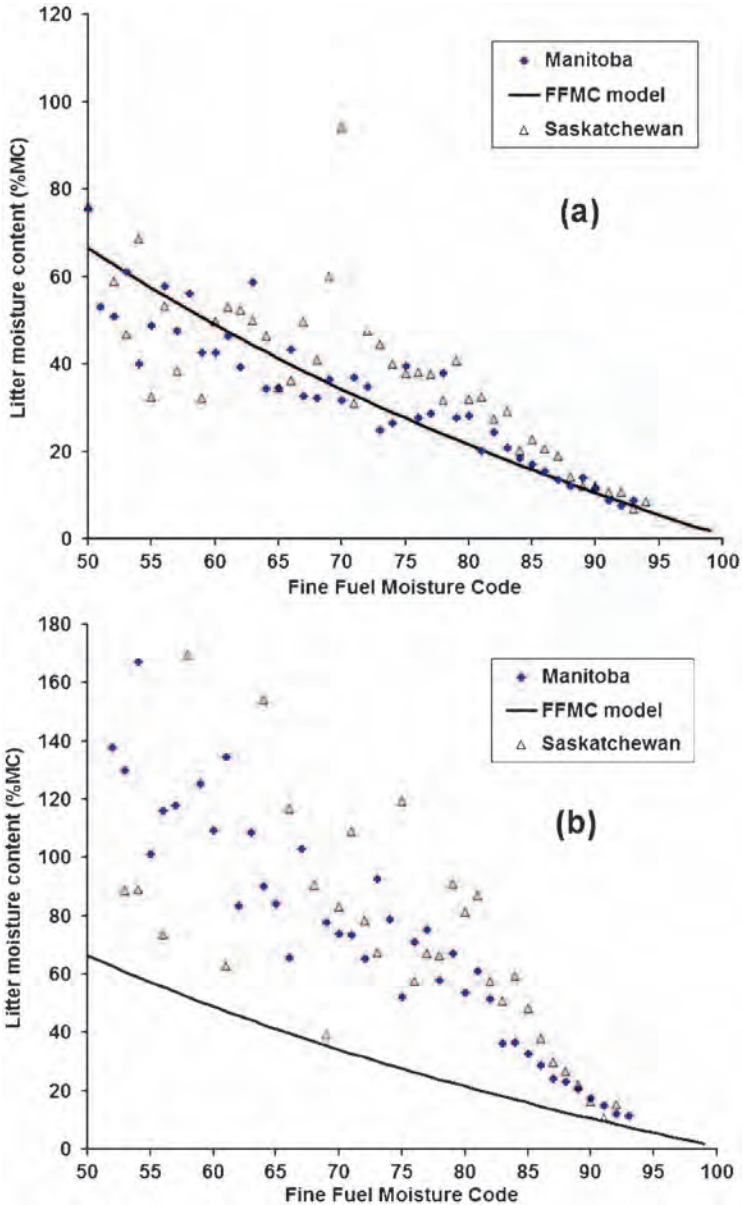 120
100
80
60
40
20
0
Litter moisture content (%MC)
Manitoba
FFMC model
Saskatchewan
(a)
50 55 60 65 70 75 80 85 90 95 100
Fine Fuel Moisture Code
180
160
140
120
100
80
60
40
20
0
Litter moisture content (%MC)
Manitoba
FFMC model
Saskatchewan
(b)
50 55 60 65 70 75 80 85 90 95 100
Fine Fuel Moisture Code